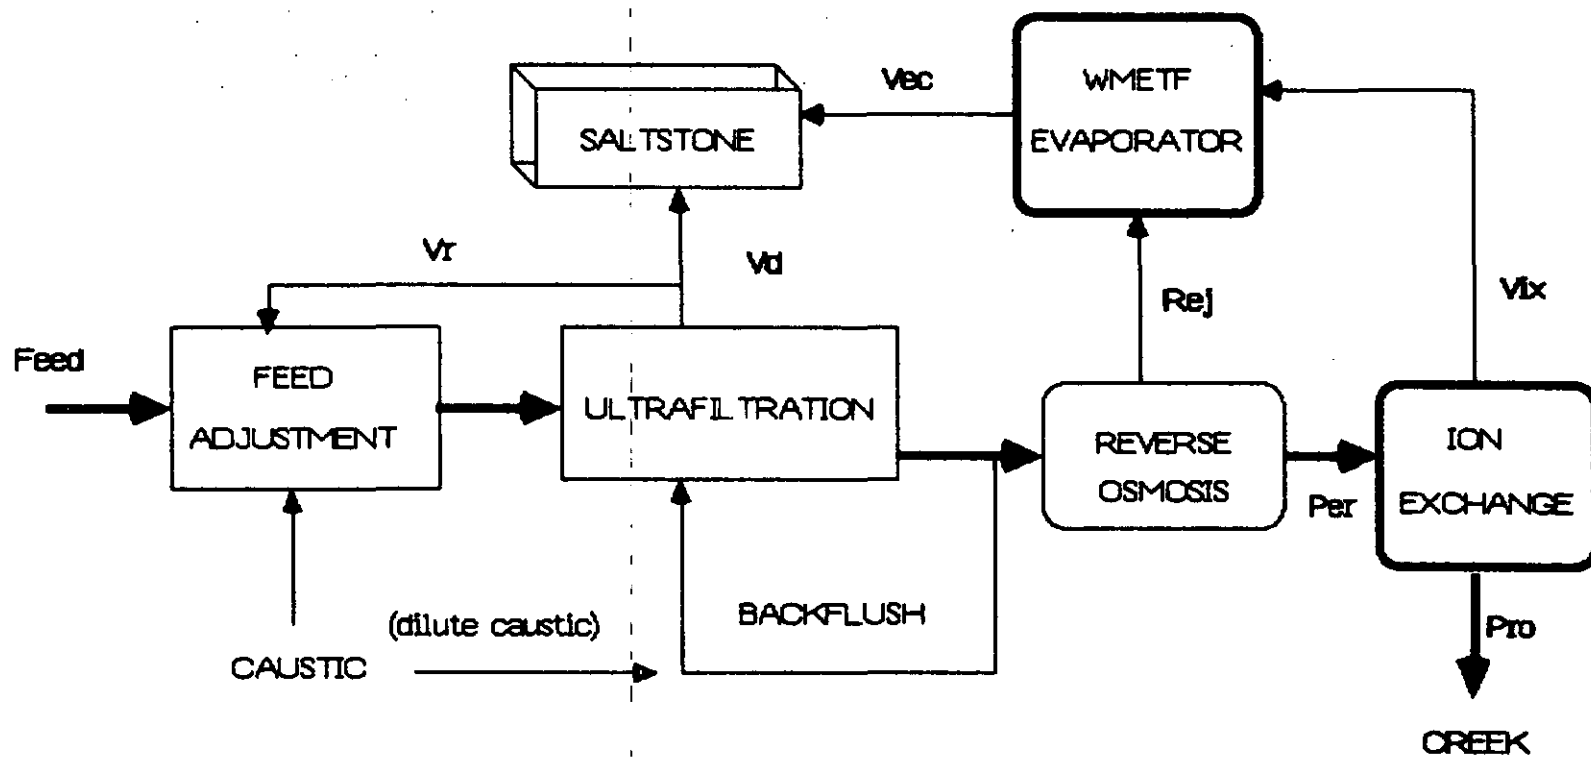 Vec
WMETF
EVAPORATOR
SALTSTONE
Vr
Vd
Rej
Vix
Feed
FEED
ADJUSTMENT
ULTRAFILTRATION
REVERSE
OSMOSIS
Per
ION
EXCHANGE
BACKFLUSH
(dilute caustic)
CAUSTIC
Pro
CREEK